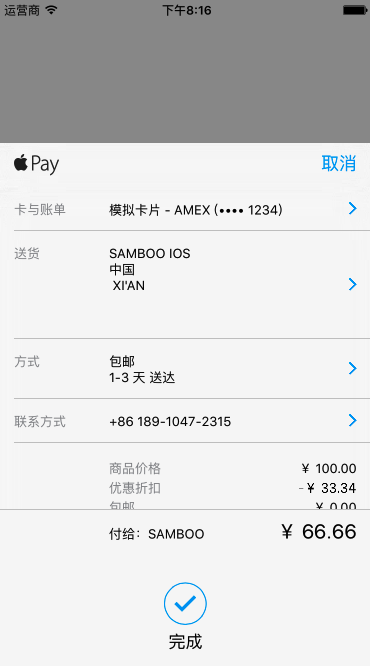 运营商 下午8:16
Pay 取消
卡与账单 模拟卡片 - AMEX (•••• 1234)
送货 SAMBOO IOS
中国
XI'AN
方式 包邮
1-3 天 送达
联系方式 +86 189-1047-2315
商品价格 ¥ 100.00
优惠折扣 -¥ 33.34
包邮 ¥ 0.00
付给：SAMBOO ¥ 66.66
完成